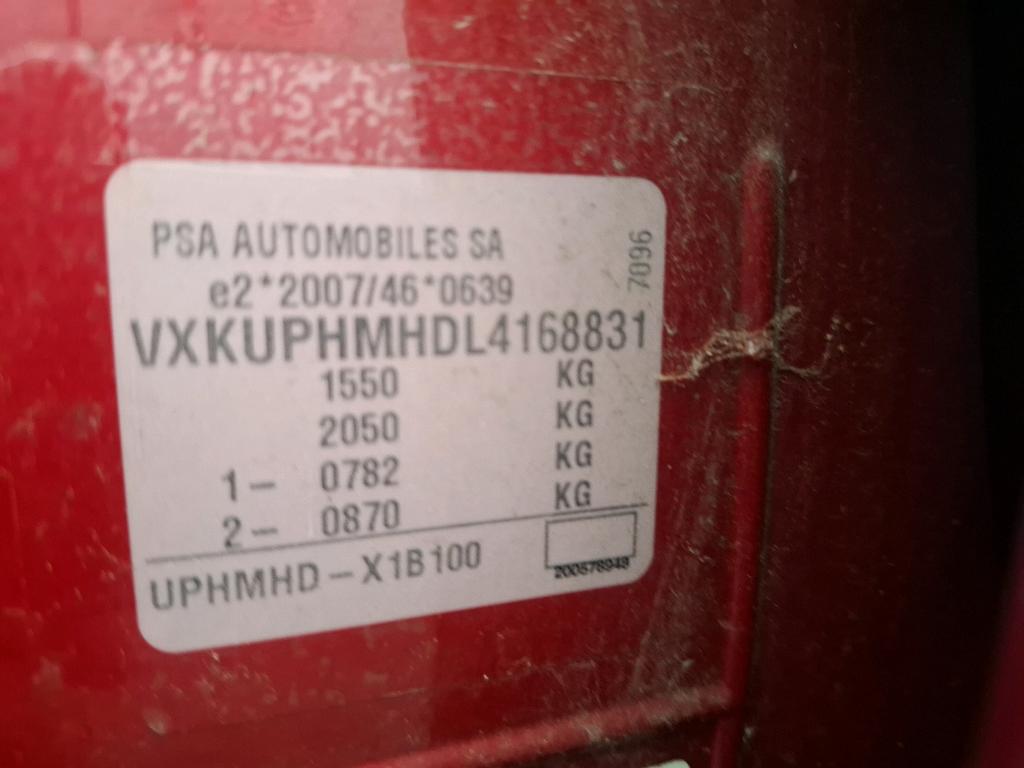 PSA AUTOMOBILES SA
7096
e2*2007/46*0639
VXKUPHMHDL4168831
1550 KG
2050 KG
1- 0782 KG
2- 0870 KG
UPHMHD-X1B100
200578949